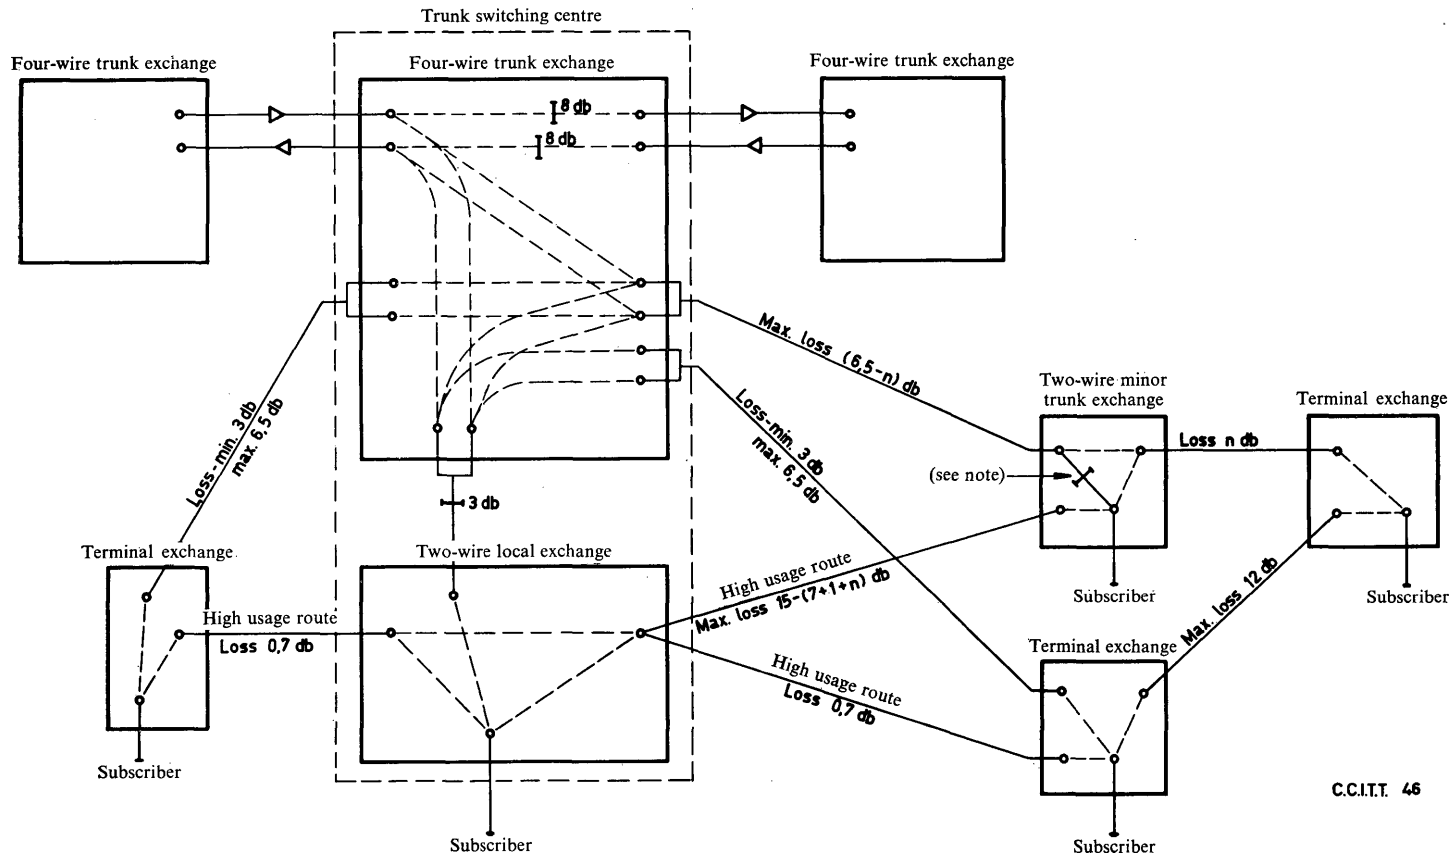 Trunk switching centre
Four-wire trunk exchange
Four-wire trunk exchange
Four-wire trunk exchange
8 db
8 db
Max. loss (6,5-n) db
Two-wire minor
trunk exchange
Terminal exchange
Loss-min. 3 db
max. 6,5 db
Loss-min. 3 db
max. 6,5 db
Loss n db
(see note)
3 db
Terminal exchange
Two-wire local exchange
High usage route
Max. loss 15-(7+1+n) db
Subscriber
Subscriber
High usage route
Loss 0,7 db
Max. loss 12 db
Terminal exchange
High usage route
Loss 0,7 db
Subscriber
C.C.I.T.T. 46
Subscriber
Subscriber